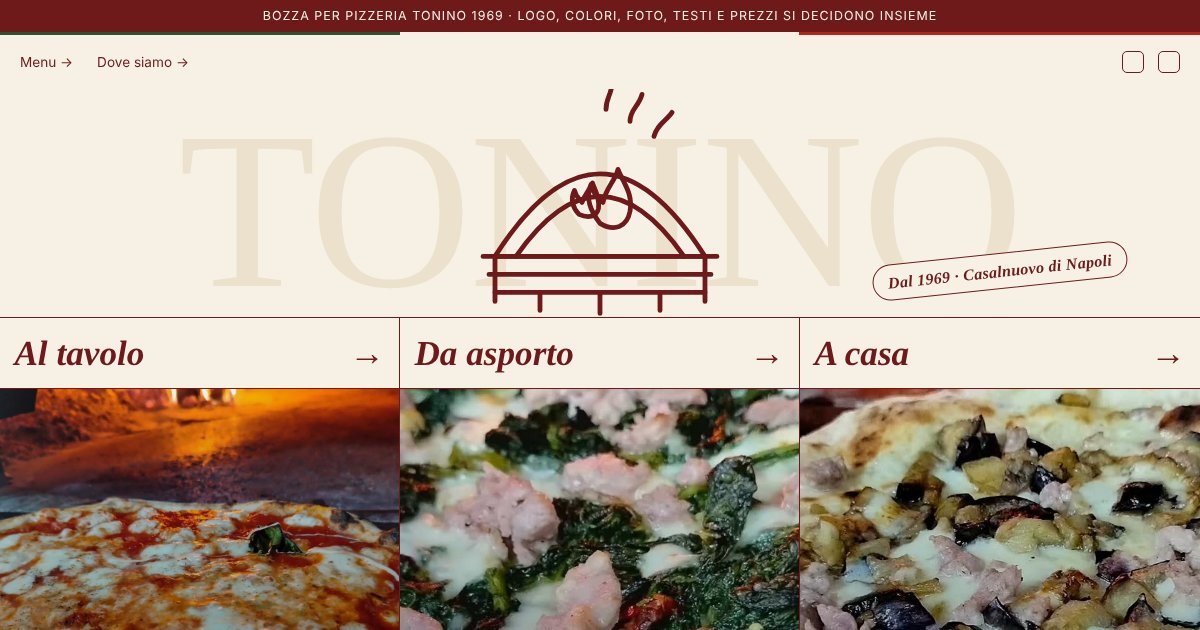 BOZZA PER PIZZERIA TONINO 1969 · LOGO, COLORI, FOTO, TESTI E PREZZI SI DECIDONO INSIEME
Menu →
Dove siamo →
TONINO
Dal 1969 · Casalnuovo di Napoli
Al tavolo →
Da asporto →
A casa →